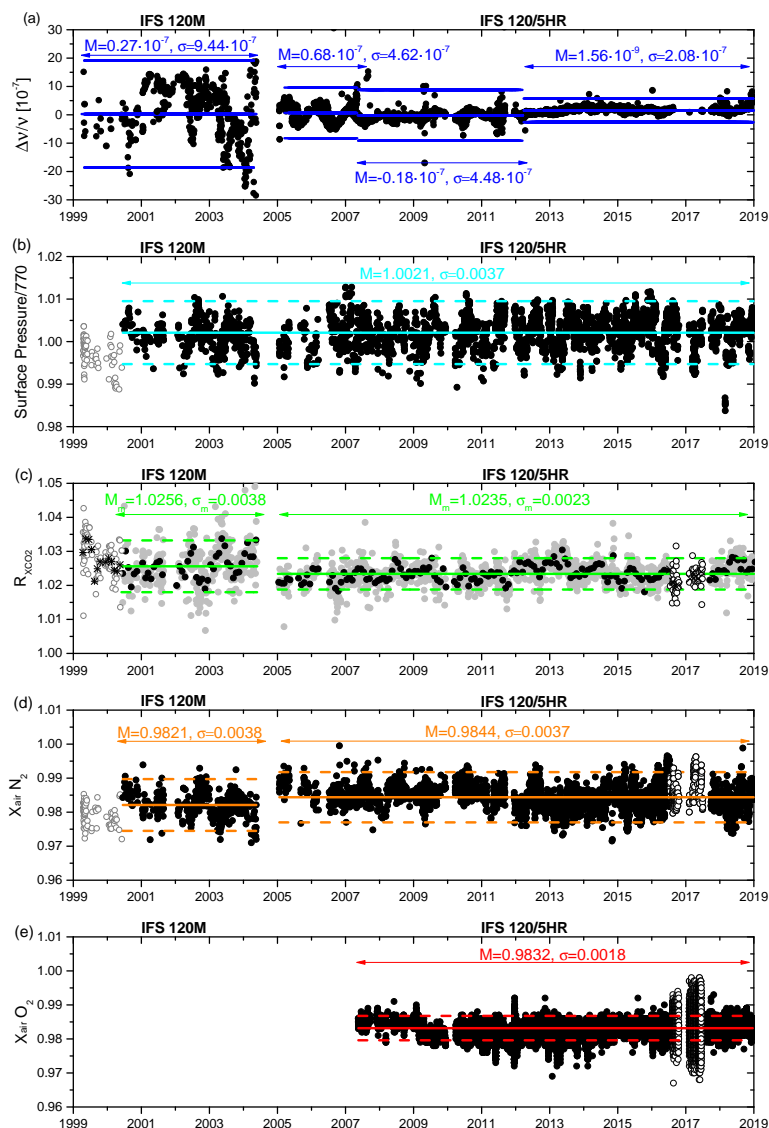 (a)
IFS 120M
IFS 120/5HR
M=0.27·10⁻⁷, σ=9.44·10⁻⁷
M=0.68·10⁻⁷, σ=4.62·10⁻⁷
M=1.56·10⁻⁹, σ=2.08·10⁻⁷
M=-0.18·10⁻⁷, σ=4.48·10⁻⁷
Δν/ν [10⁻⁷]
30
20
10
0
-10
-20
-30
1999 2001 2003 2005 2007 2009 2011 2013 2015 2017 2019
(b)
IFS 120M
IFS 120/5HR
M=1.0021, σ=0.0037
Surface Pressure/770
1.02
1.01
1.00
0.99
0.98
1999 2001 2003 2005 2007 2009 2011 2013 2015 2017 2019
(c)
IFS 120M
IFS 120/5HR
Mₘ=1.0256, σₘ=0.0038
Mₘ=1.0235, σₘ=0.0023
R_XCO2
1.05
1.04
1.03
1.02
1.01
1.00
1999 2001 2003 2005 2007 2009 2011 2013 2015 2017 2019
(d)
IFS 120M
IFS 120/5HR
M=0.9821, σ=0.0038
M=0.9844, σ=0.0037
X_air N₂
1.01
1.00
0.99
0.98
0.97
0.96
1999 2001 2003 2005 2007 2009 2011 2013 2015 2017 2019
(e)
IFS 120M
IFS 120/5HR
M=0.9832, σ=0.0018
X_air O₂
1.01
1.00
0.99
0.98
0.97
0.96
1999 2001 2003 2005 2007 2009 2011 2013 2015 2017 2019